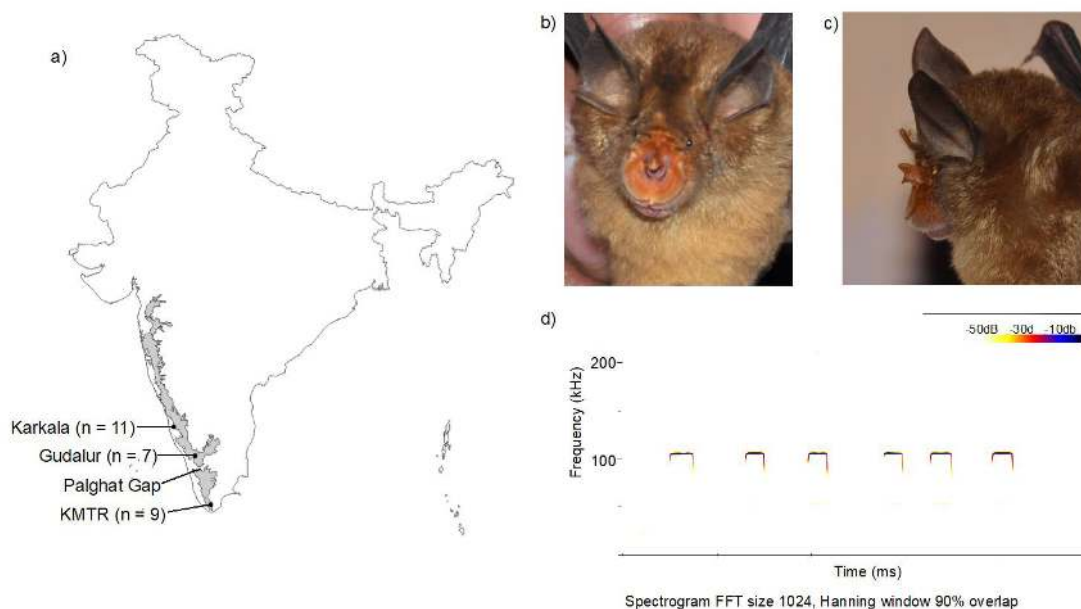 a)
Karkala (n = 11)
Gudalur (n = 7)
Palghat Gap
KMTR (n = 9)
b)
c)
d)
-50dB -30d -10db
200
100
Frequency (kHz)
Time (ms)
Spectrogram FFT size 1024, Hanning window 90% overlap